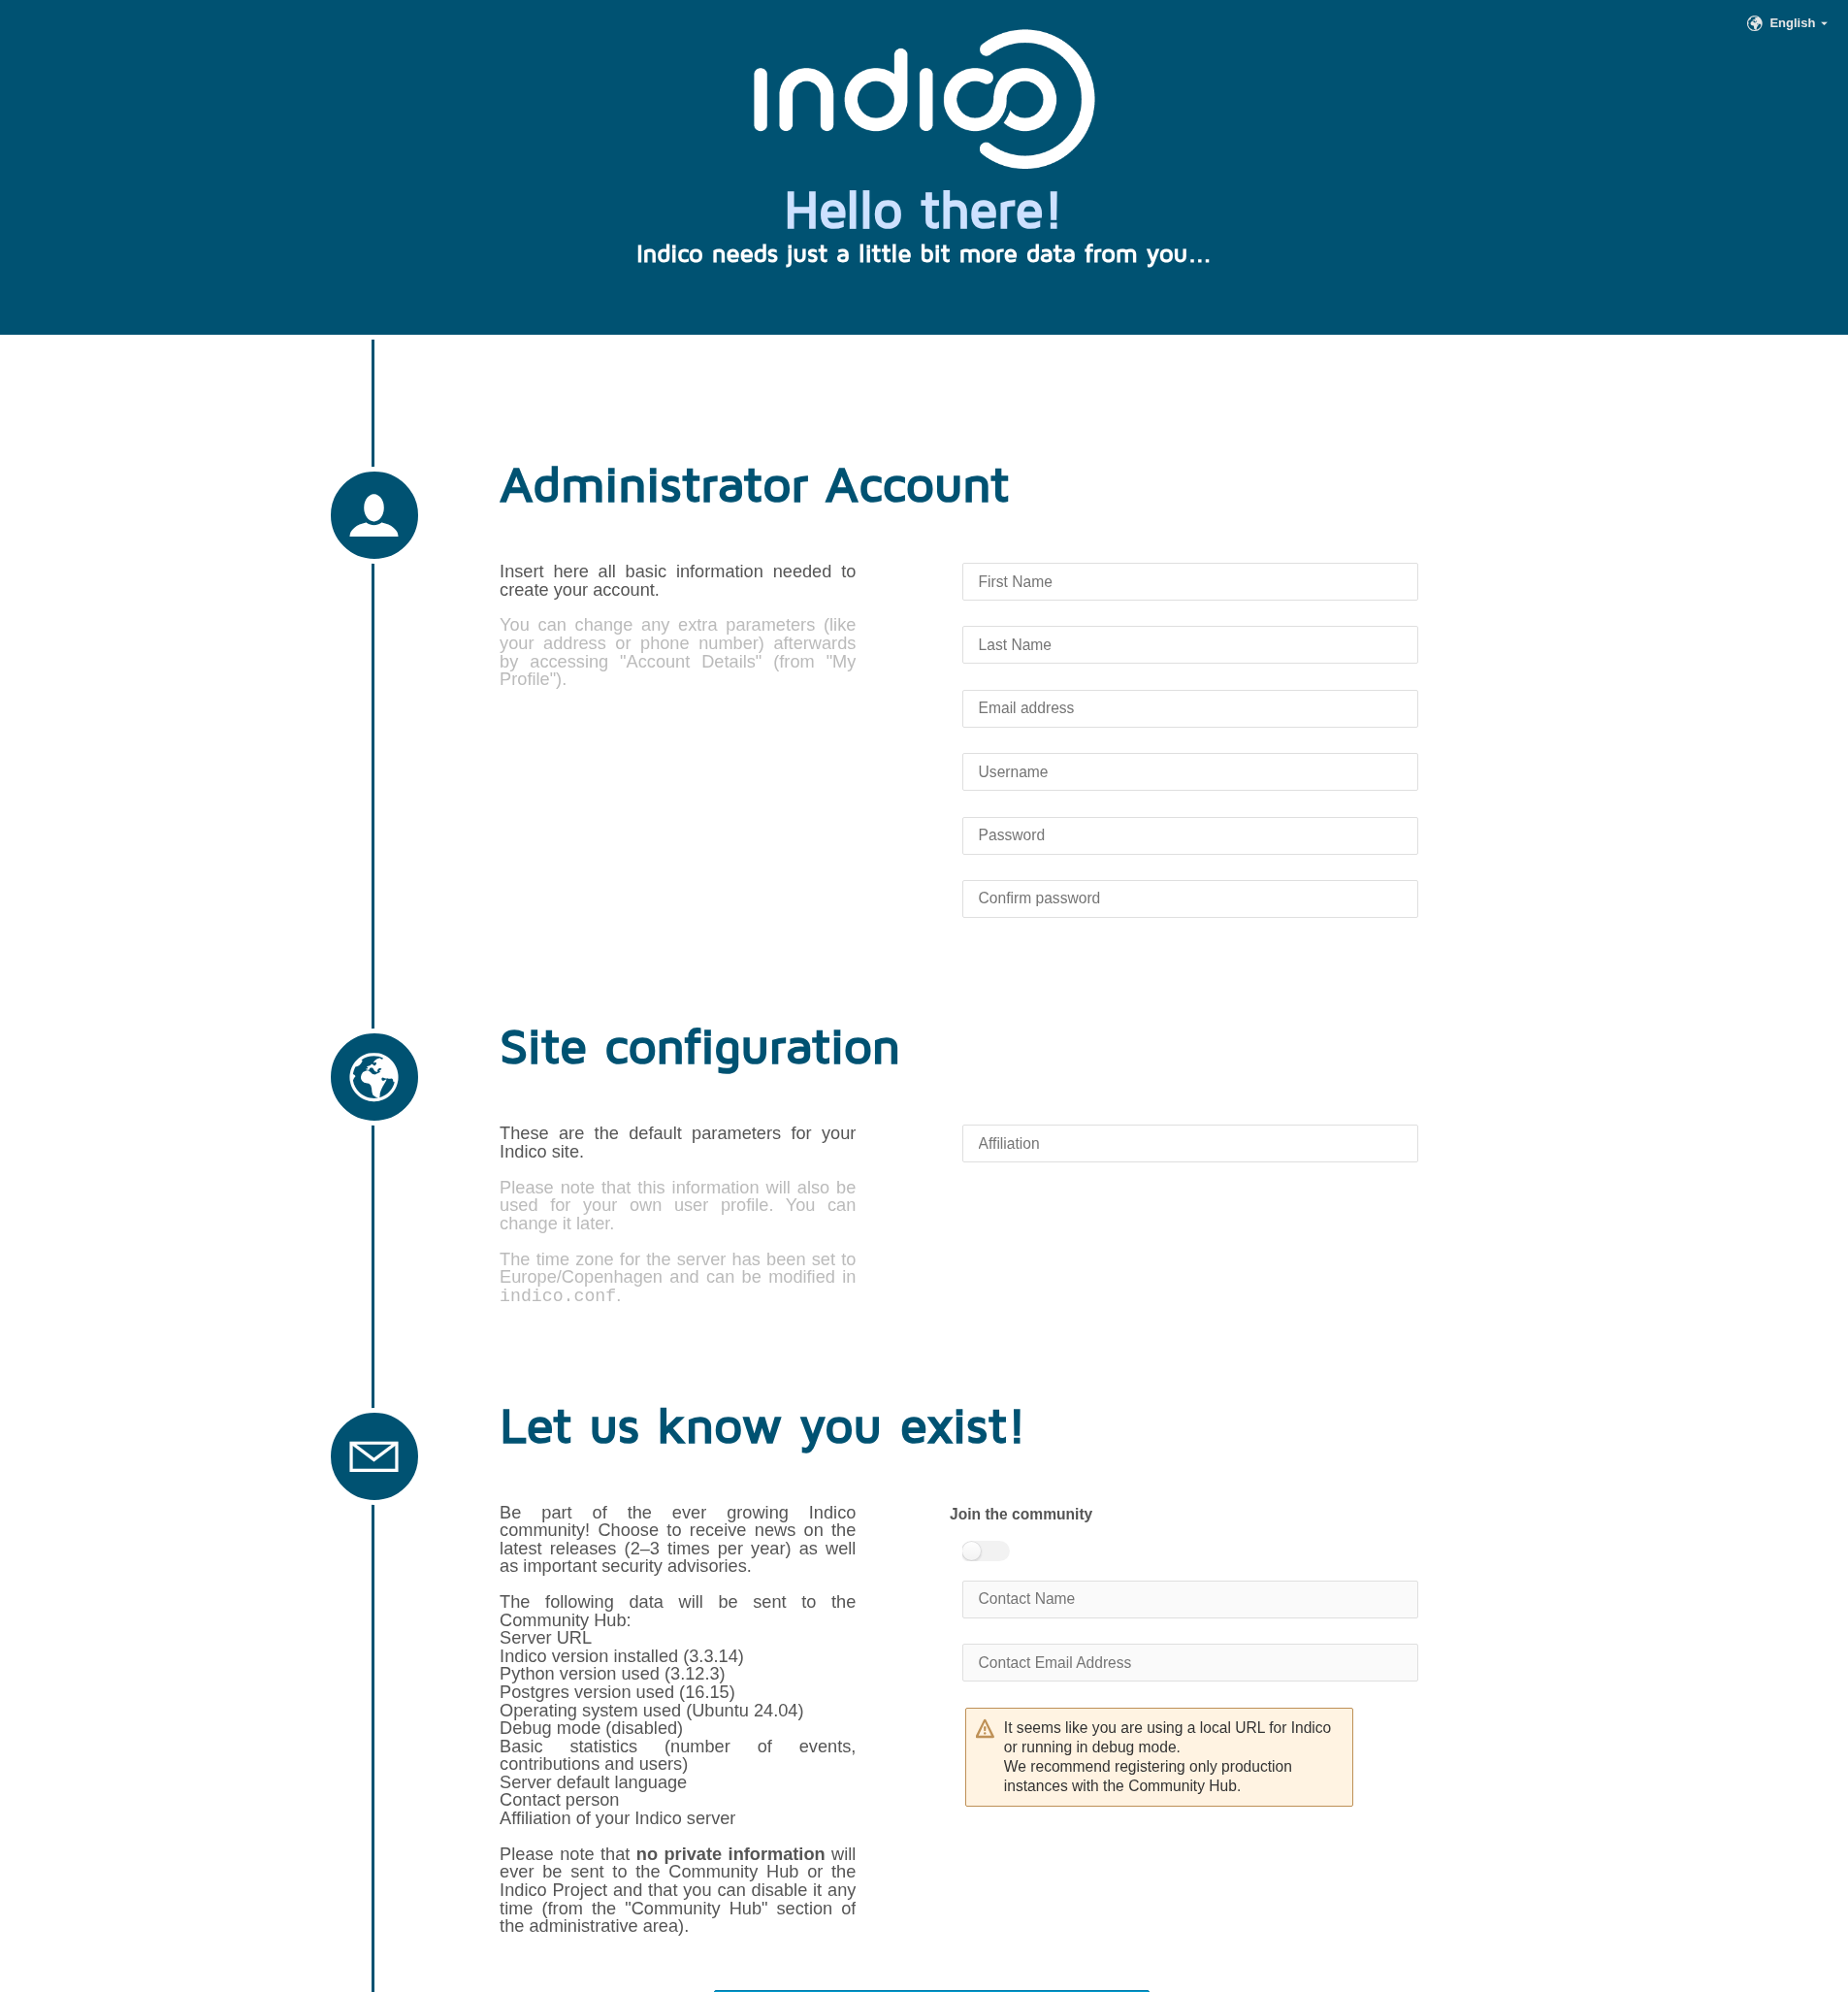 English
indico
Hello there!
Indico needs just a little bit more data from you...
Administrator Account
Insert here all basic information needed to
create your account.
You can change any extra parameters (like
your address or phone number) afterwards
by accessing "Account Details" (from "My
Profile").
First Name
Last Name
Email address
Username
Password
Confirm password
Site configuration
These are the default parameters for your
Indico site.
Please note that this information will also be
used for your own user profile. You can
change it later.
The time zone for the server has been set to
Europe/Copenhagen and can be modified in
indico.conf.
Affiliation
Let us know you exist!
Be part of the ever growing Indico
community! Choose to receive news on the
latest releases (2–3 times per year) as well
as important security advisories.
The following data will be sent to the
Community Hub:
Server URL
Indico version installed (3.3.14)
Python version used (3.12.3)
Postgres version used (16.15)
Operating system used (Ubuntu 24.04)
Debug mode (disabled)
Basic statistics (number of events,
contributions and users)
Server default language
Contact person
Affiliation of your Indico server
Please note that no private information will
ever be sent to the Community Hub or the
Indico Project and that you can disable it any
time (from the "Community Hub" section of
the administrative area).
Join the community
Contact Name
Contact Email Address
It seems like you are using a local URL for Indico
or running in debug mode.
We recommend registering only production
instances with the Community Hub.